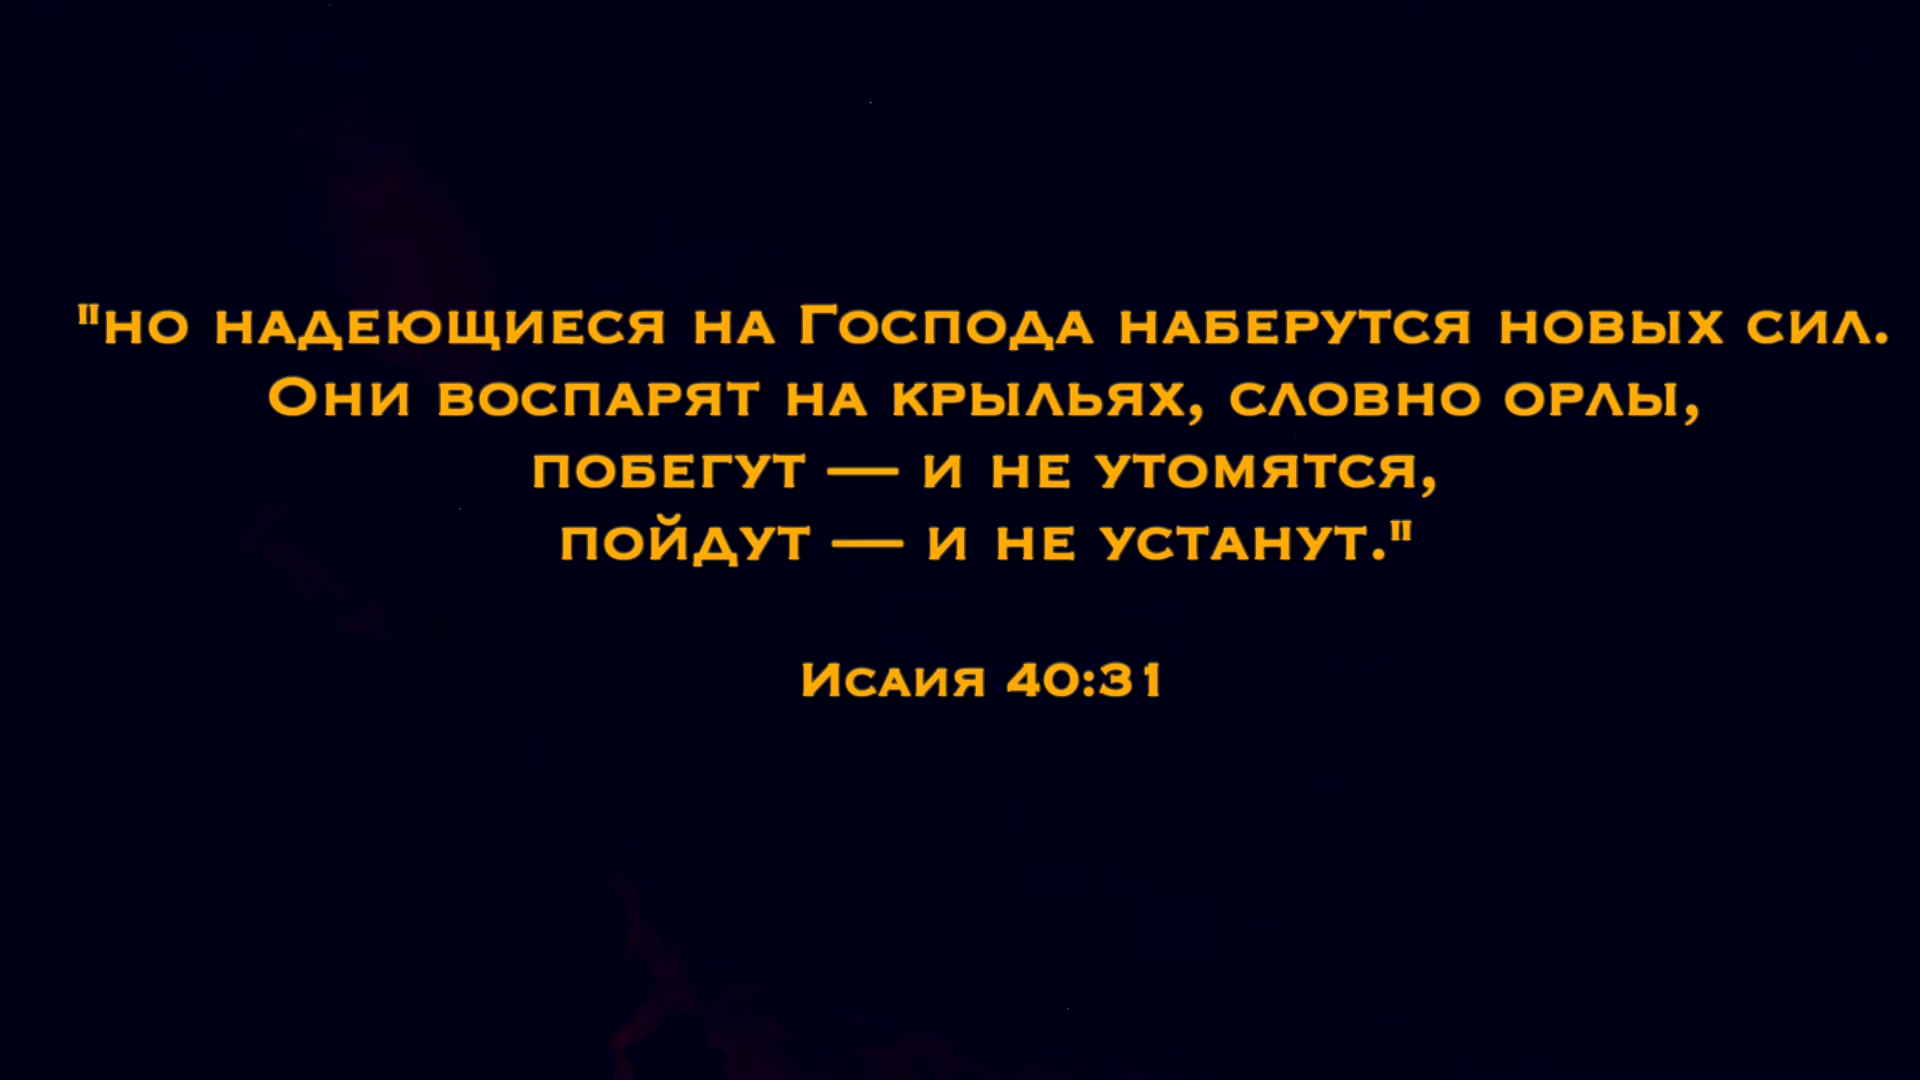 "но надеющиеся на Господа наберутся новых сил.
Они воспарят на крыльях, словно орлы,
побегут — и не утомятся,
пойдут — и не устанут."
Исаия 40:31